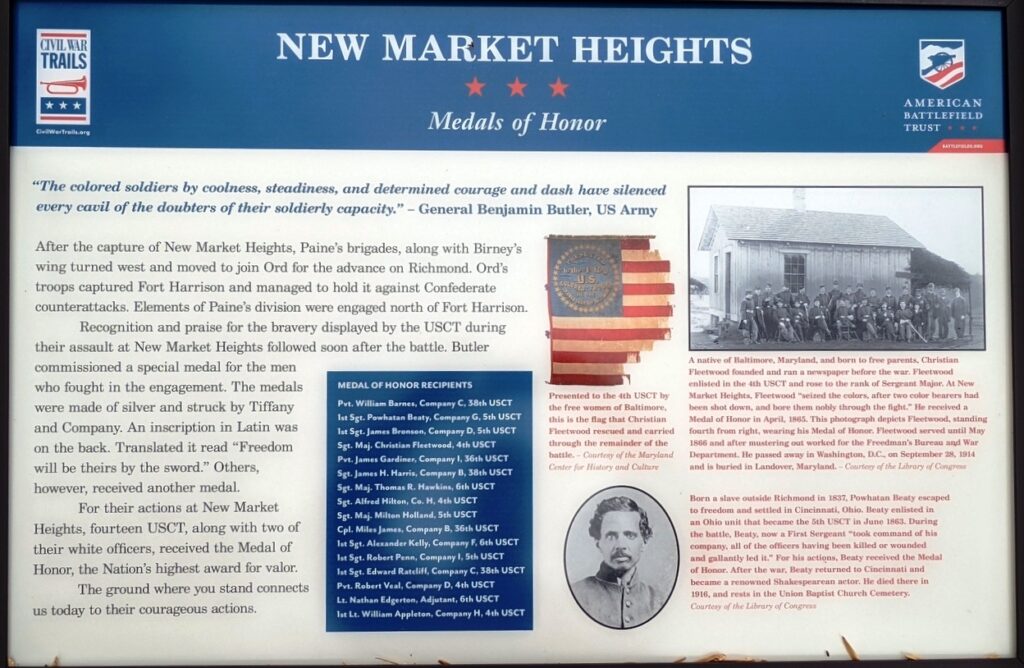 CIVIL WAR
TRAILS
CivilWarTrails.org
NEW MARKET HEIGHTS
Medals of Honor
AMERICAN
BATTLEFIELD
TRUST
BATTLEFIELDS.ORG
“The colored soldiers by coolness, steadiness, and determined courage and dash have silenced
every cavil of the doubters of their soldierly capacity.” – General Benjamin Butler, US Army
After the capture of New Market Heights, Paine’s brigades, along with Birney’s
wing turned west and moved to join Ord for the advance on Richmond. Ord’s
troops captured Fort Harrison and managed to hold it against Confederate
counterattacks. Elements of Paine’s division were engaged north of Fort Harrison.
Recognition and praise for the bravery displayed by the USCT during
their assault at New Market Heights followed soon after the battle. Butler
commissioned a special medal for the men
who fought in the engagement. The medals
were made of silver and struck by Tiffany
and Company. An inscription in Latin was
on the back. Translated it read “Freedom
will be theirs by the sword.” Others,
however, received another medal.
For their actions at New Market
Heights, fourteen USCT, along with two of
their white officers, received the Medal of
Honor, the Nation’s highest award for valor.
The ground where you stand connects
us today to their courageous actions.
MEDAL OF HONOR RECIPIENTS
Pvt. William Barnes, Company C, 38th USCT
1st Sgt. Powhatan Beaty, Company G, 5th USCT
1st Sgt. James Bronson, Company D, 5th USCT
Sgt. Maj. Christian Fleetwood, 4th USCT
Pvt. James Gardiner, Company I, 36th USCT
Sgt. James H. Harris, Company B, 38th USCT
Sgt. Maj. Thomas R. Hawkins, 6th USCT
Sgt. Alfred Hilton, Co. H, 4th USCT
Sgt. Maj. Milton Holland, 5th USCT
Cpl. Miles James, Company B, 36th USCT
1st Sgt. Alexander Kelly, Company F, 6th USCT
1st Sgt. Robert Penn, Company I, 5th USCT
1st Sgt. Edward Ratcliff, Company C, 38th USCT
Pvt. Robert Veal, Company D, 4th USCT
Lt. Nathan Edgerton, Adjutant, 6th USCT
1st Lt. William Appleton, Company H, 4th USCT
U.S
Presented to the 4th USCT by
the free women of Baltimore,
this is the flag that Christian
Fleetwood rescued and carried
through the remainder of the
battle. – Courtesy of the Maryland
Center for History and Culture
A native of Baltimore, Maryland, and born to free parents, Christian
Fleetwood founded and ran a newspaper before the war. Fleetwood
enlisted in the 4th USCT and rose to the rank of Sergeant Major. At New
Market Heights, Fleetwood “seized the colors, after two color bearers had
been shot down, and bore them nobly through the fight.” He received a
Medal of Honor in April, 1865. This photograph depicts Fleetwood, standing
fourth from right, wearing his Medal of Honor. Fleetwood served until May
1866 and after mustering out worked for the Freedman’s Bureau and War
Department. He passed away in Washington, D.C., on September 28, 1914
and is buried in Landover, Maryland. – Courtesy of the Library of Congress
Born a slave outside Richmond in 1837, Powhatan Beaty escaped
to freedom and settled in Cincinnati, Ohio. Beaty enlisted in
an Ohio unit that became the 5th USCT in June 1863. During
the battle, Beaty, now a First Sergeant “took command of his
company, all of the officers having been killed or wounded
and gallantly led it.” For his actions, Beaty received the Medal
of Honor. After the war, Beaty returned to Cincinnati and
became a renowned Shakespearean actor. He died there in
1916, and rests in the Union Baptist Church Cemetery.
Courtesy of the Library of Congress